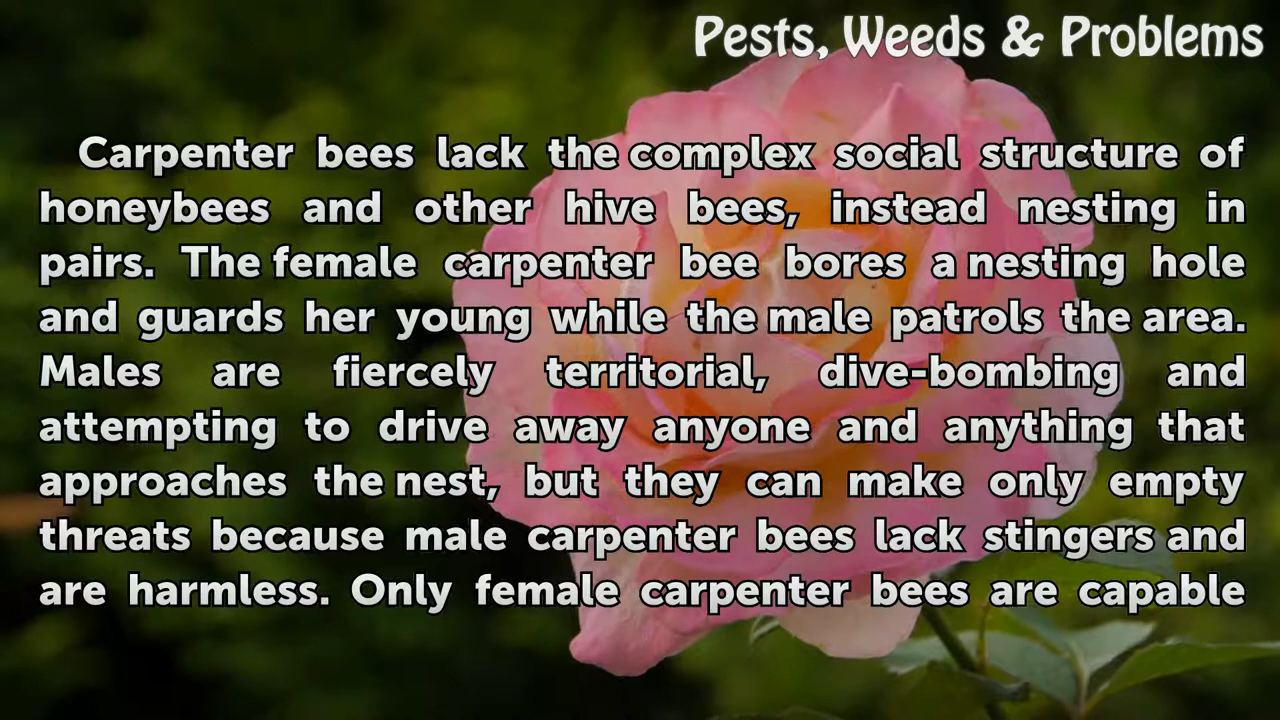 Pests, Weeds & Problems
Carpenter bees lack the complex social structure of
honeybees and other hive bees, instead nesting in
pairs. The female carpenter bee bores a nesting hole
and guards her young while the male patrols the area.
Males are fiercely territorial, dive-bombing and
attempting to drive away anyone and anything that
approaches the nest, but they can make only empty
threats because male carpenter bees lack stingers and
are harmless. Only female carpenter bees are capable